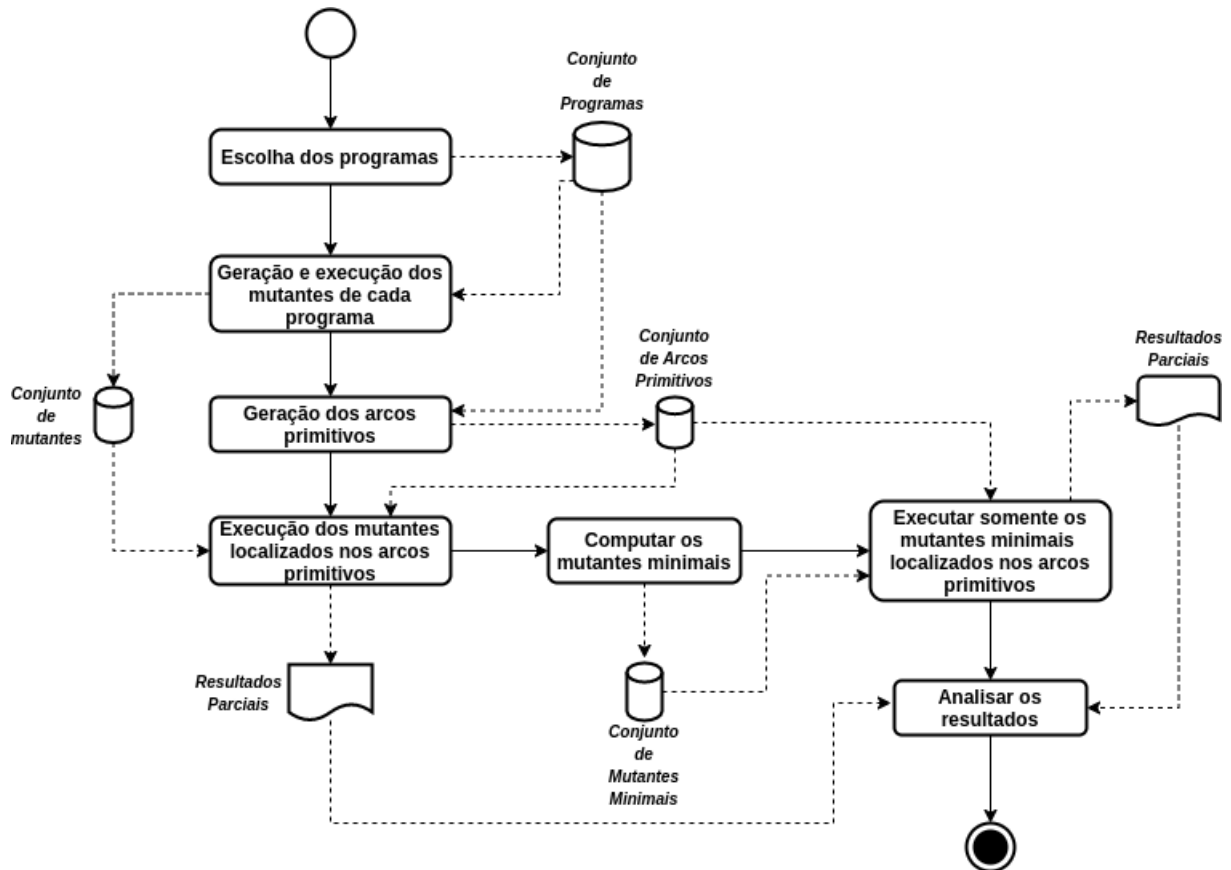 Conjunto
de
Programas
Escolha dos programas
Geração e execução dos
mutantes de cada
programa
Conjunto
de Arcos
Primitivos
Resultados
Parciais
Conjunto
de
mutantes
Geração dos arcos
primitivos
Execução dos mutantes
localizados nos arcos
primitivos
Computar os
mutantes minimais
Executar somente os
mutantes minimais
localizados nos arcos
primitivos
Resultados
Parciais
Conjunto
de
Mutantes
Minimais
Analisar os
resultados